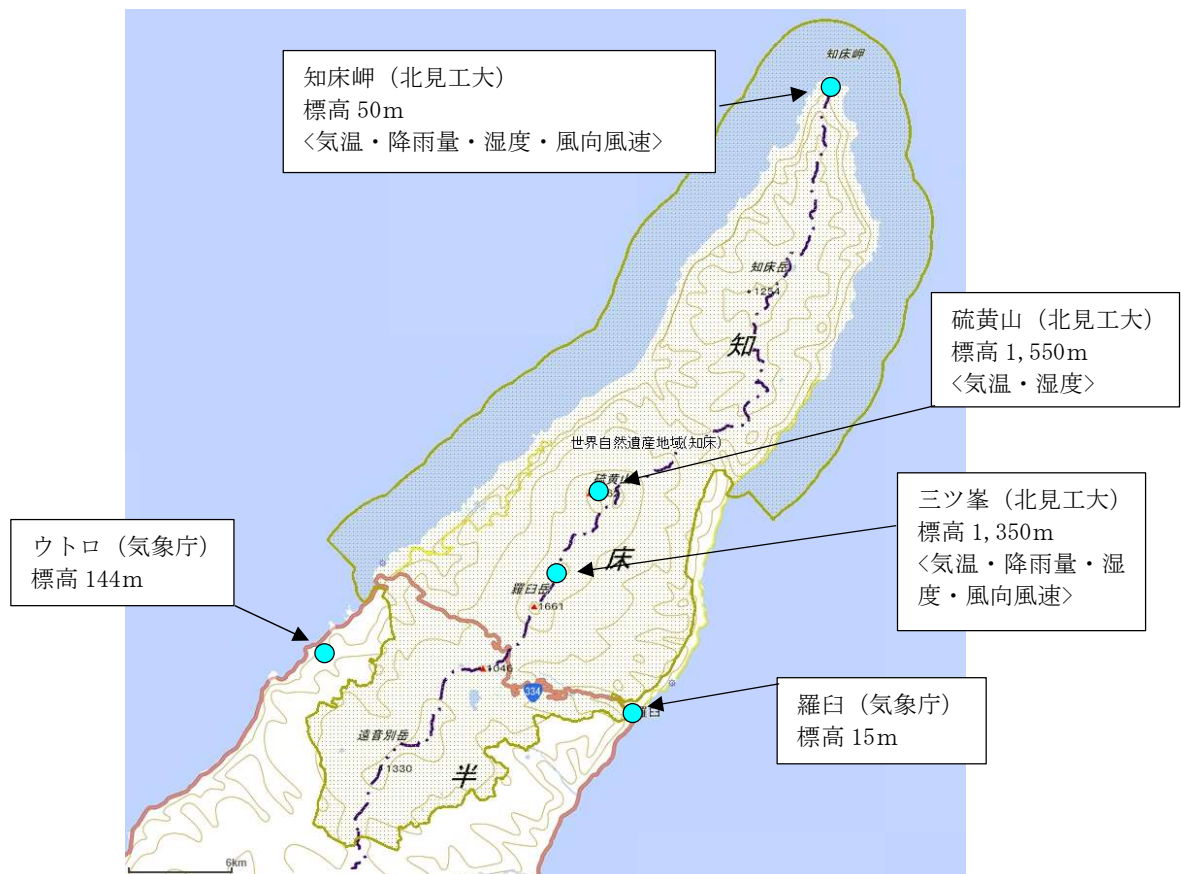 知床岬
知床岬（北見工大）
標高 50m
<気温・降雨量・湿度・風向風速>
知床岳
1254
知
硫黄山（北見工大）
標高 1,550m
<気温・湿度>
世界自然遺産地域(知床)
硫黄山
三ツ峯（北見工大）
標高 1,350m
<気温・降雨量・湿
度・風向風速>
ウトロ（気象庁）
標高 144m
床
羅臼岳
1661
1046
334
羅臼（気象庁）
標高 15m
遠音別岳
1330
半
6km